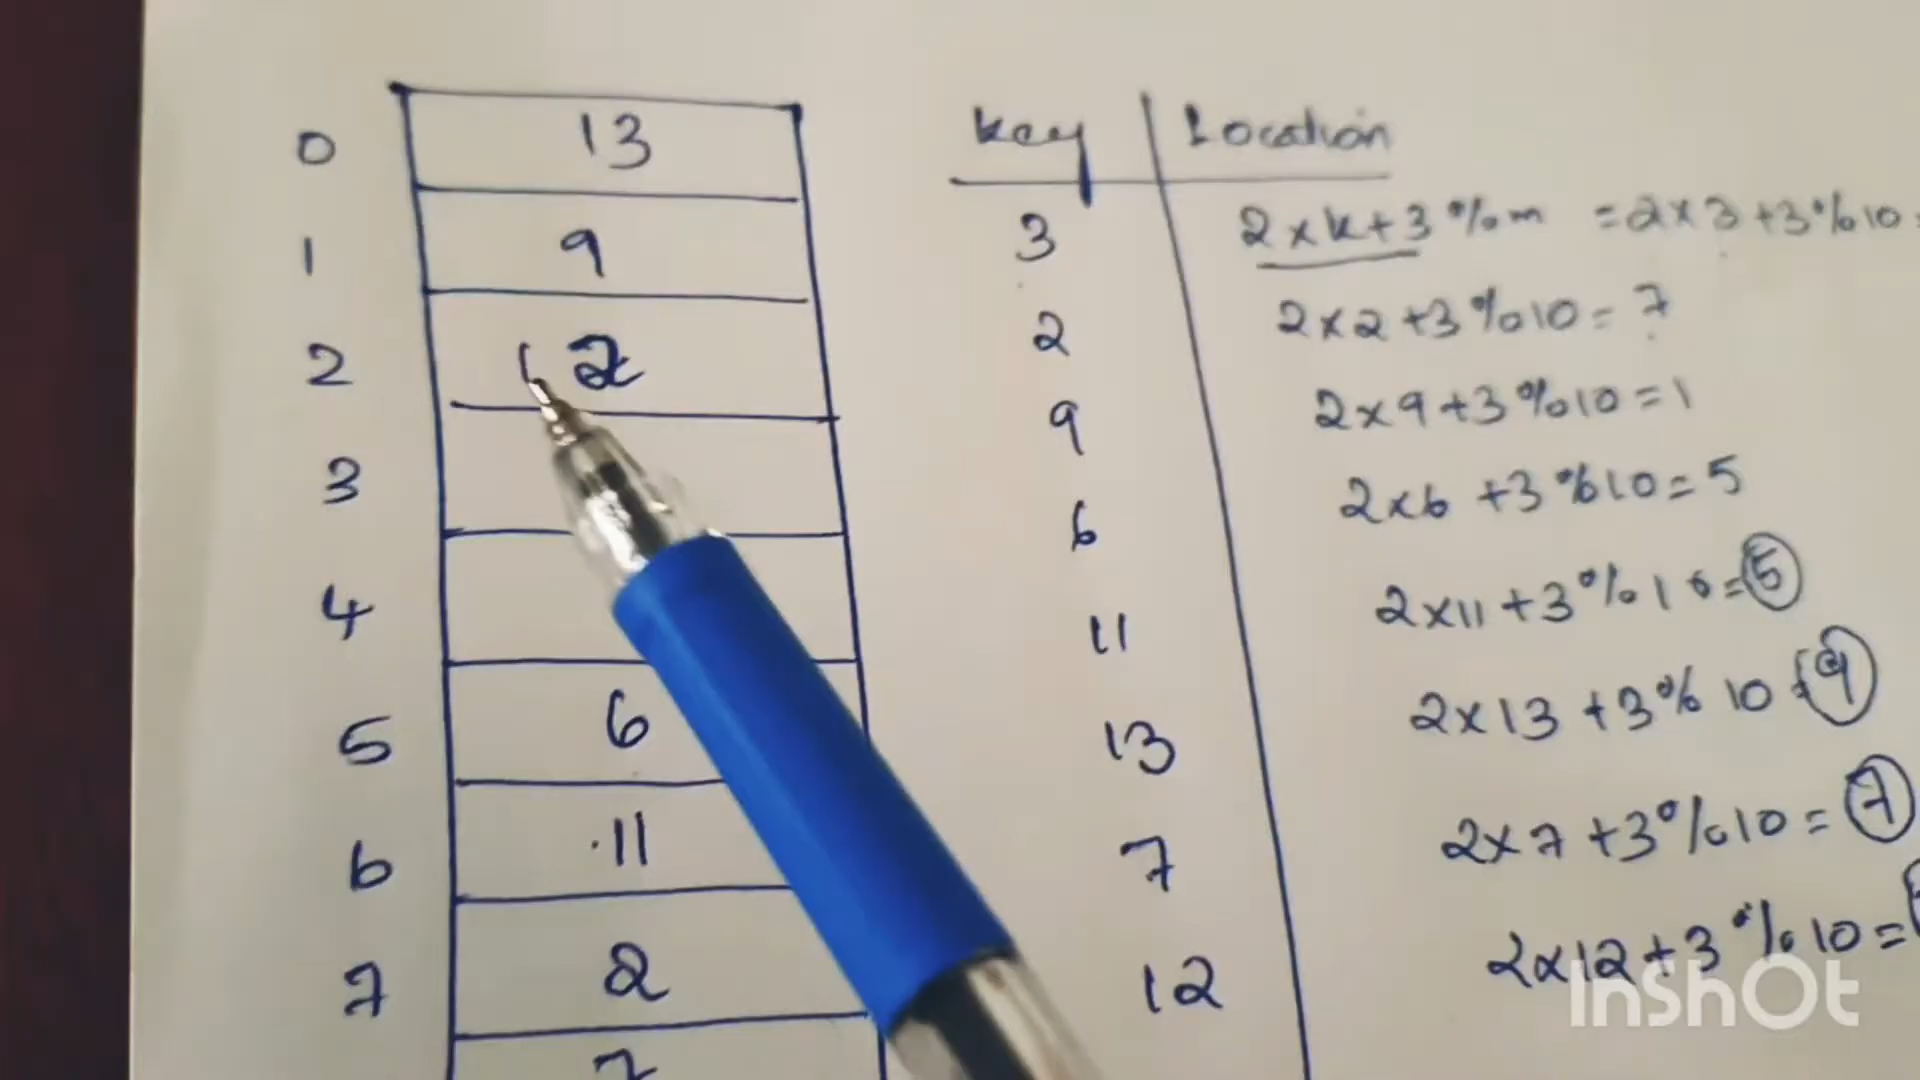 key Location
0 13
1 9
2 12
3
4
5 6
6 11
7 2
7
3 2xk+3%m =2x3+3%10=
2 2x2+3%10=7
9 2x9+3%10=1
6 2x6+3%10=5
11 2x11+3%10=5
13 2x13+3%10=9
7 2x7+3%10=7
12 2x12+3%10=
InShOt